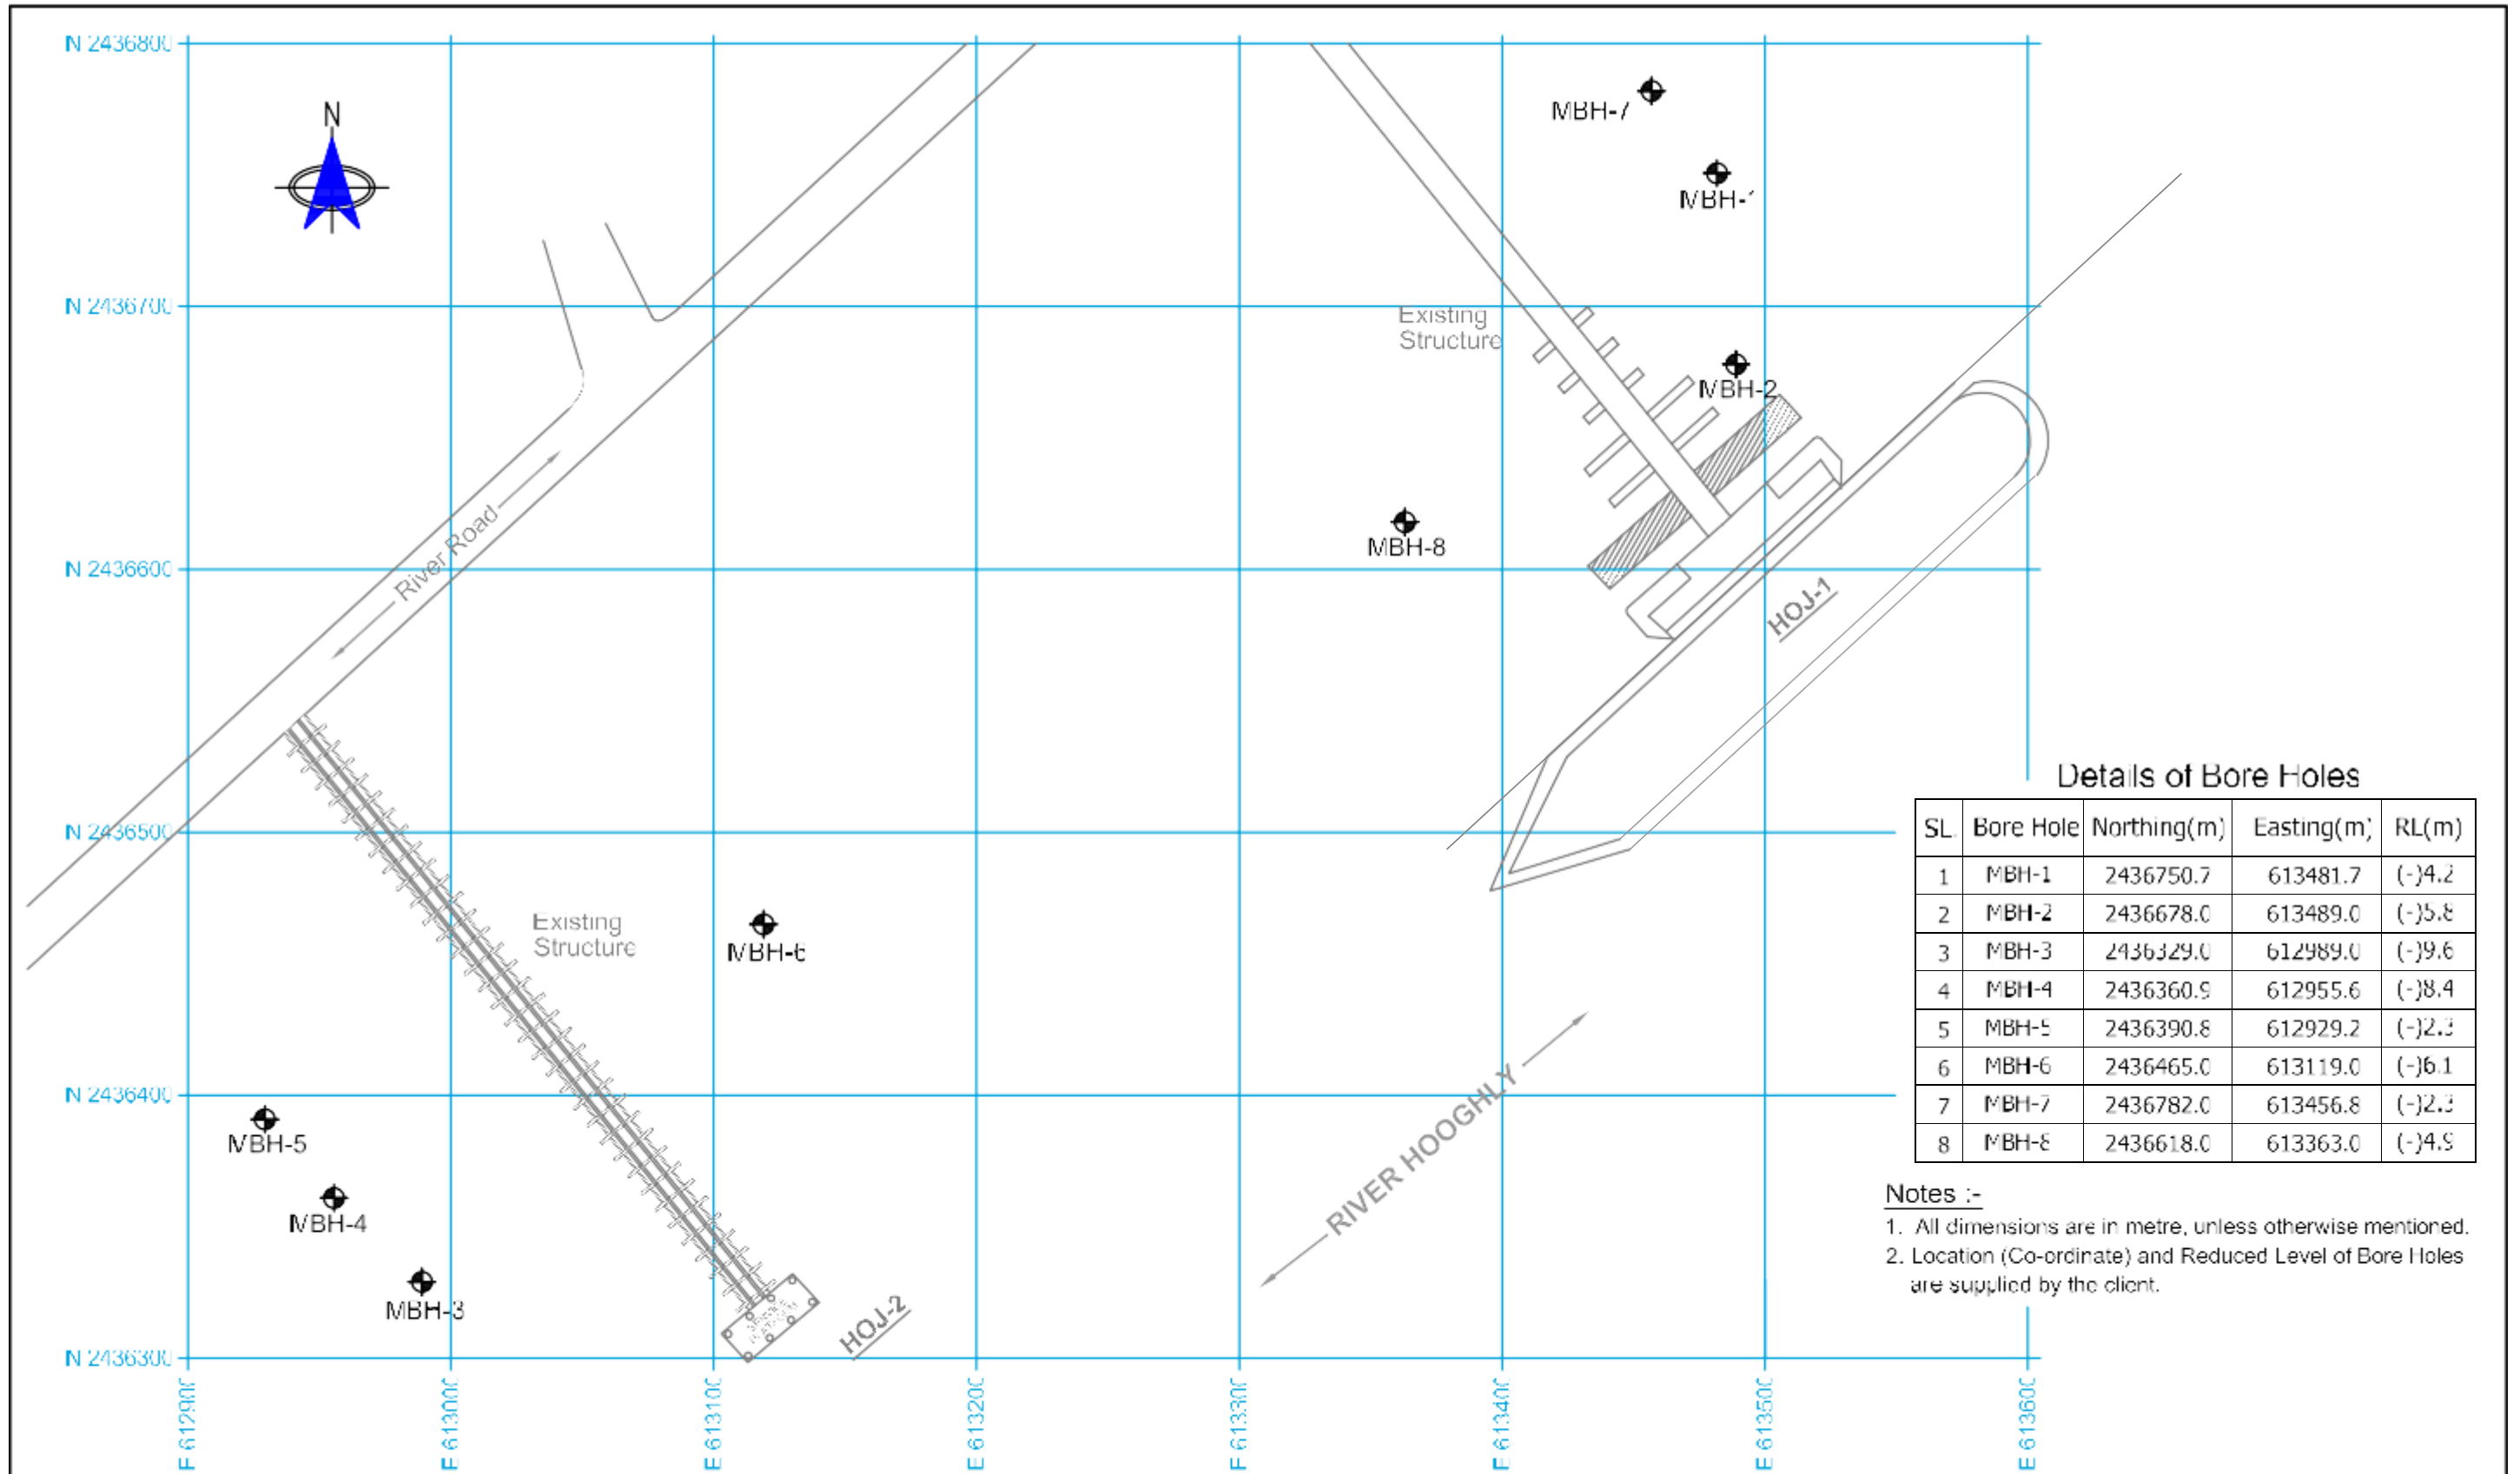 N 2436800
N
MBH-7
MBH-1
N 2436700
Existing
Structure
MBH-2
River Road
MBH-8
N 2436600
HOJ-1
N 2436500
Existing
Structure
MBH-6
RIVER HOOGHLY
N 2436400
MBH-5
MBH-4
MBH-3
HOJ-2
N 2436300
E 612900 E 613000 E 613100 E 613200 E 613300 E 613400 E 613500 E 613600
Details of Bore Holes
SL. Bore Hole Northing(m) Easting(m) RL(m)
1 MBH-1 2436750.7 613481.7 (-)4.2
2 MBH-2 2436678.0 613489.0 (-)5.8
3 MBH-3 2436329.0 612989.0 (-)9.6
4 MBH-4 2436360.9 612955.6 (-)8.4
5 MBH-5 2436390.8 612929.2 (-)2.3
6 MBH-6 2436465.0 613119.0 (-)6.1
7 MBH-7 2436782.0 613456.8 (-)2.3
8 MBH-8 2436618.0 613363.0 (-)4.9
Notes :-
1. All dimensions are in metre, unless otherwise mentioned.
2. Location (Co-ordinate) and Reduced Level of Bore Holes
are supplied by the client.